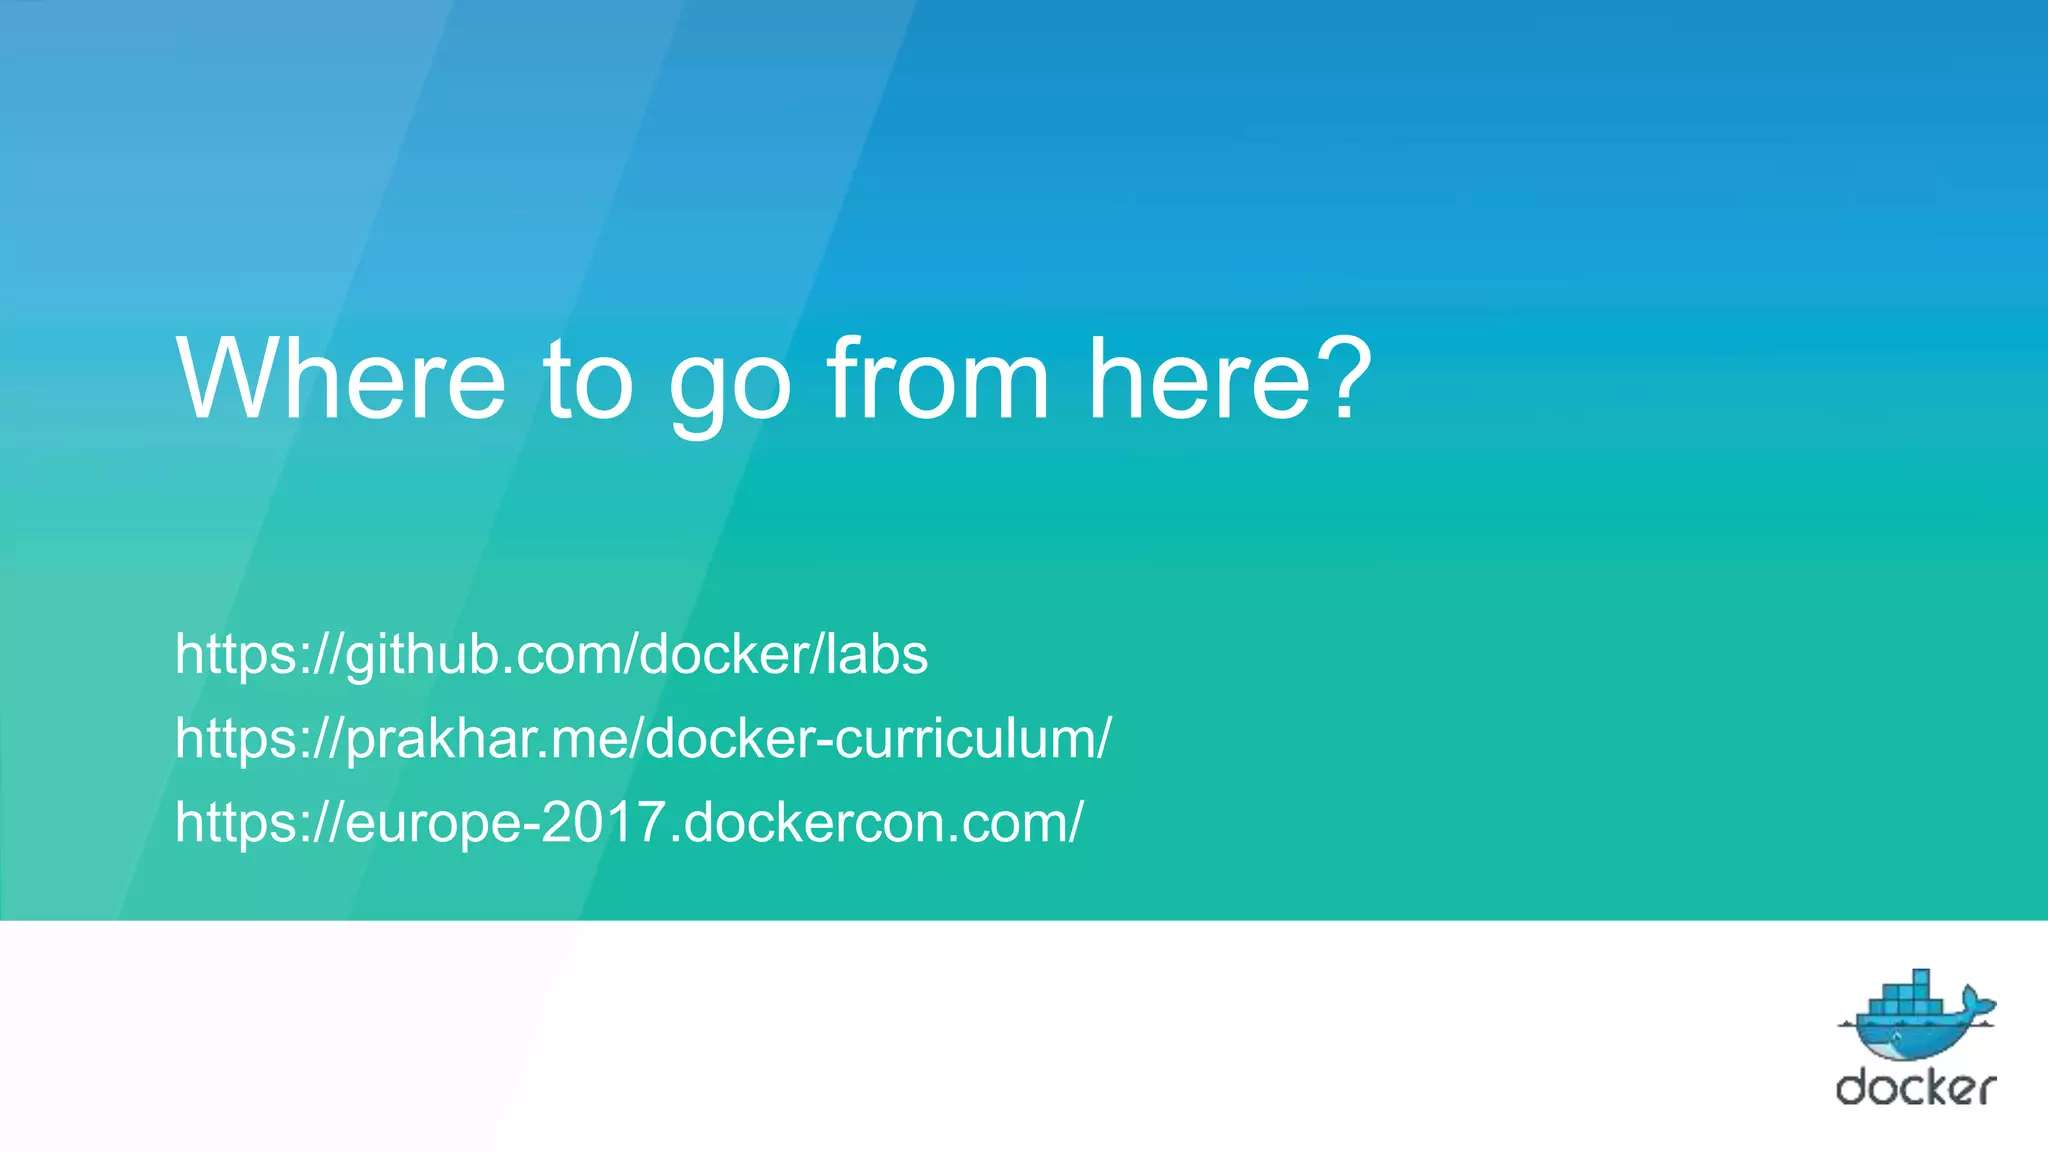 Where to go from here?
https://github.com/docker/labs
https://prakhar.me/docker-curriculum/
https://europe-2017.dockercon.com/
docker